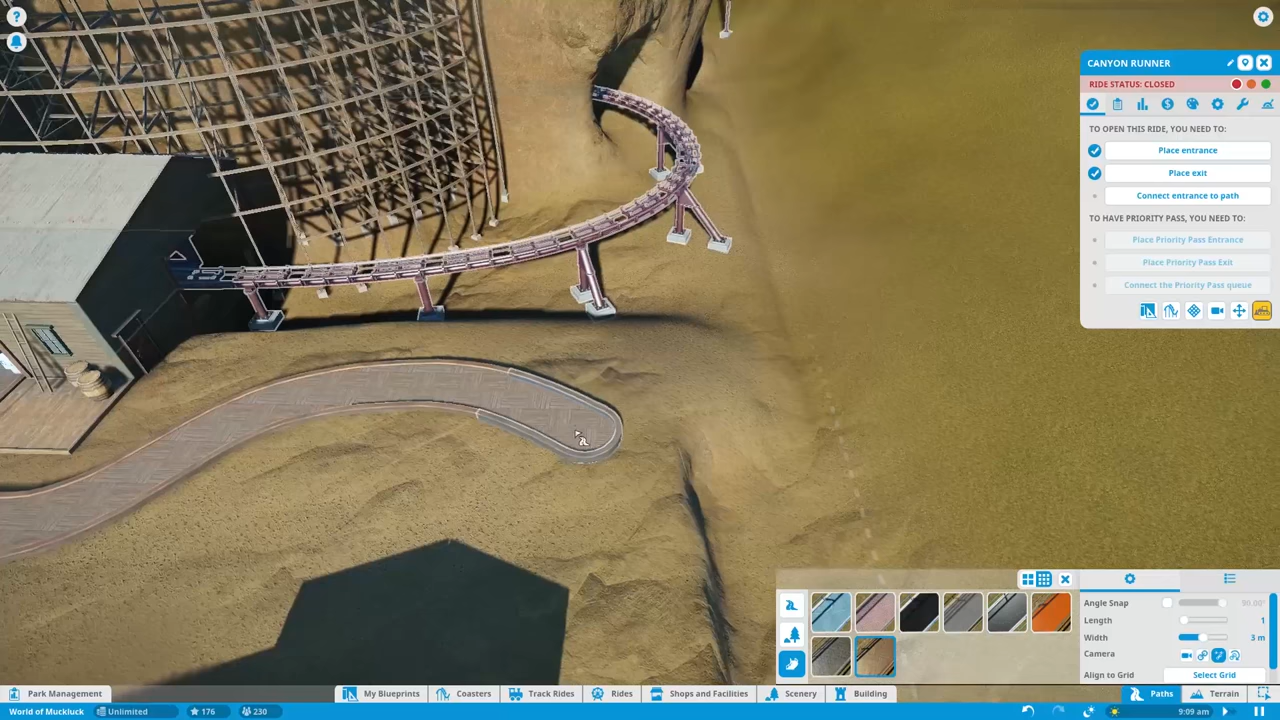 ?
CANYON RUNNER
RIDE STATUS: CLOSED
TO OPEN THIS RIDE, YOU NEED TO:
Place entrance
Place exit
Connect entrance to path
TO HAVE PRIORITY PASS, YOU NEED TO:
Place Priority Pass Entrance
Place Priority Pass Exit
Connect the Priority Pass queue
Angle Snap 90.00°
Length 1
Width 3 m
Camera
Align to Grid Select Grid
Park Management My Blueprints Coasters Track Rides Rides Shops and Facilities Scenery Building Paths Terrain
World of Muckluck Unlimited 176 230 9:09 am